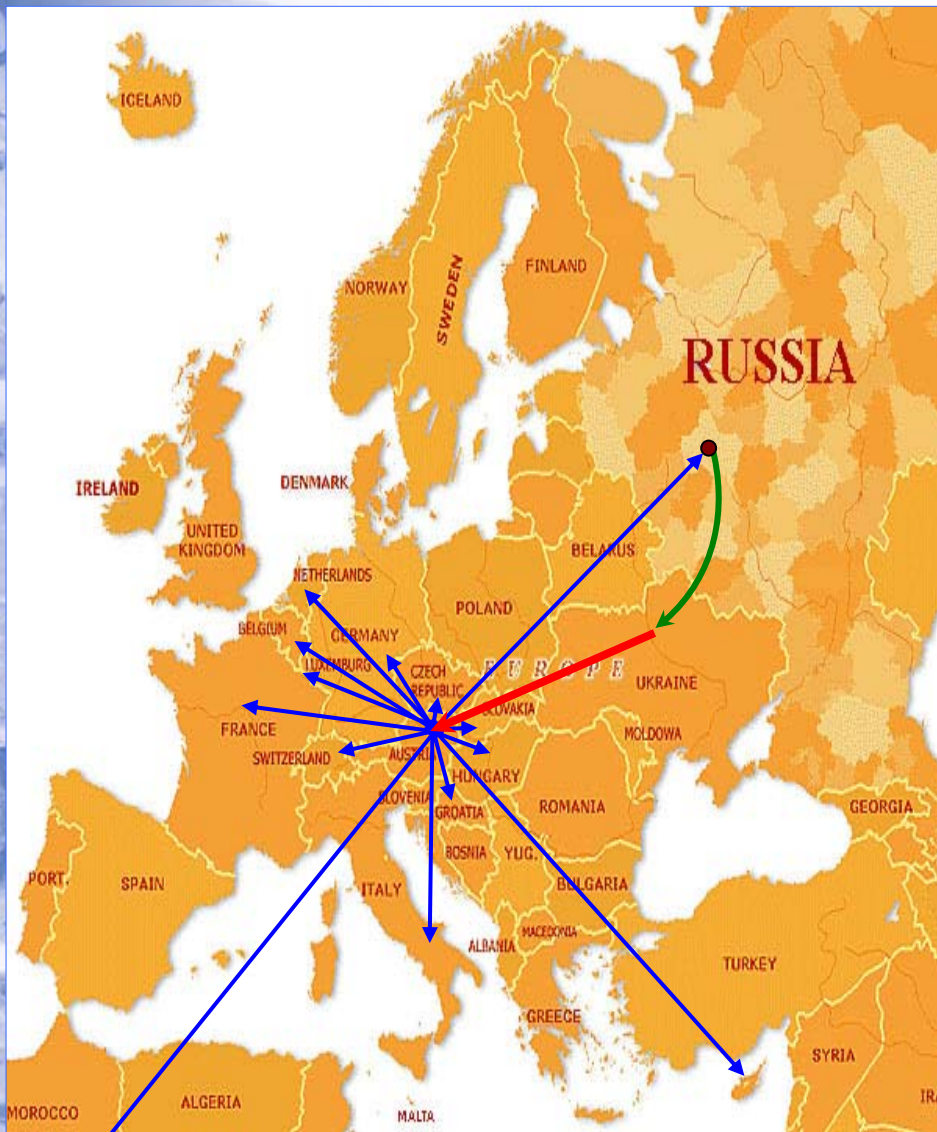 ICELAND
NORWAY
SWEDEN
FINLAND
RUSSIA
IRELAND
UNITED
KINGDOM
DENMARK
NETHERLANDS
BELARUS
POLAND
BELGIUM
GERMANY
LUXEMBURG
CZECH
REPUBLIC
EUROPE
UKRAINE
SLOVAKIA
FRANCE
MOLDOWA
SWITZERLAND
AUSTRIA
HUNGARY
SLOVENIA
CROATIA
ROMANIA
GEORGIA
BOSNIA
YUG.
PORT.
SPAIN
ITALY
BULGARIA
MACEDONIA
ALBANIA
TURKEY
GREECE
SYRIA
MOROCCO
ALGERIA
MALTA
IRA